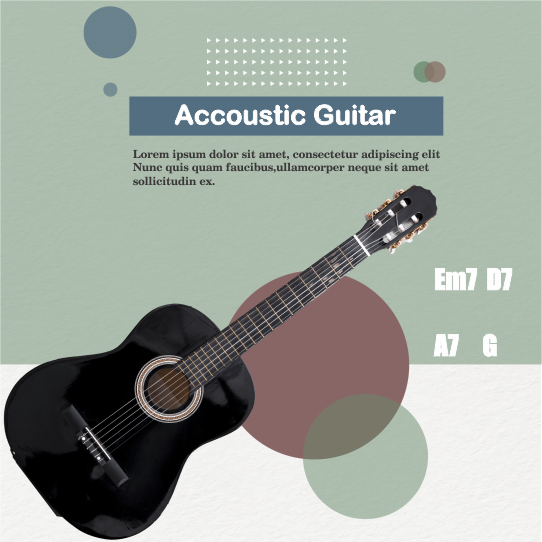 Accoustic Guitar
Lorem ipsum dolor sit amet, consectetur adipiscing elit
Nunc quis quam faucibus,ullamcorper neque sit amet
sollicitudin ex.
Em7 D7
A7 G